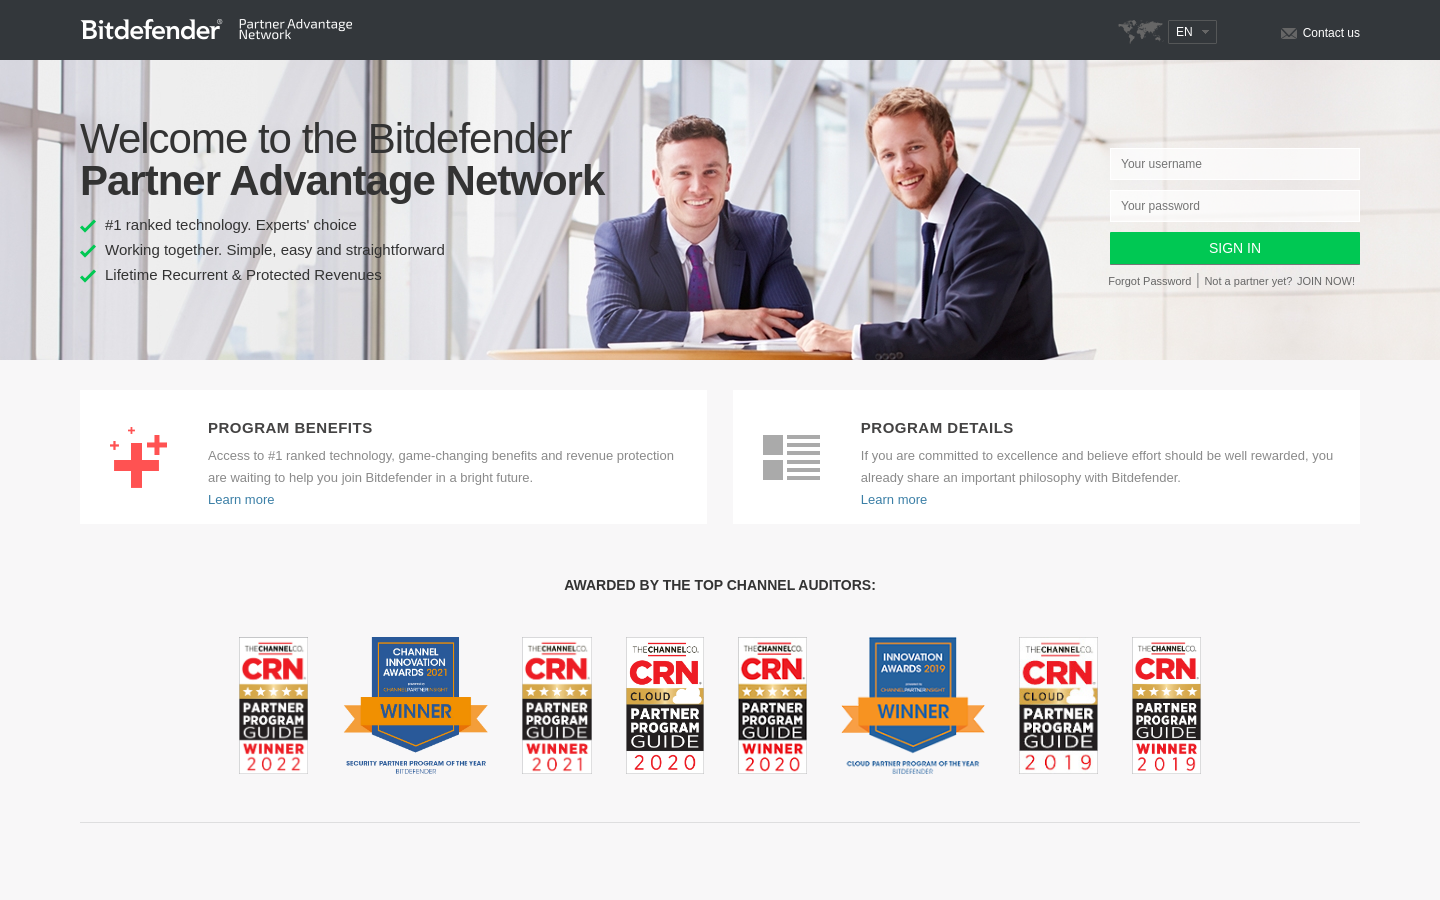 Bitdefender® Partner Advantage Network
EN
Contact us
Welcome to the Bitdefender
Partner Advantage Network
#1 ranked technology. Experts' choice
Working together. Simple, easy and straightforward
Lifetime Recurrent & Protected Revenues
Your username
Your password
SIGN IN
Forgot Password | Not a partner yet? JOIN NOW!
PROGRAM BENEFITS
Access to #1 ranked technology, game-changing benefits and revenue protection
are waiting to help you join Bitdefender in a bright future.
Learn more
PROGRAM DETAILS
If you are committed to excellence and believe effort should be well rewarded, you
already share an important philosophy with Bitdefender.
Learn more
AWARDED BY THE TOP CHANNEL AUDITORS:
THE CHANNEL CO.
CRN
PARTNER
PROGRAM
GUIDE
WINNER
2022
CHANNEL
INNOVATION
AWARDS 2021
CHANNELPARTNERINSIGHT
WINNER
SECURITY PARTNER PROGRAM OF THE YEAR
BITDEFENDER
THE CHANNEL CO.
CRN
PARTNER
PROGRAM
GUIDE
WINNER
2021
THE CHANNEL CO.
CRN
CLOUD
PARTNER
PROGRAM
GUIDE
2020
THE CHANNEL CO.
CRN
PARTNER
PROGRAM
GUIDE
WINNER
2020
INNOVATION
AWARDS 2019
CHANNELPARTNERINSIGHT
WINNER
CLOUD PARTNER PROGRAM OF THE YEAR
BITDEFENDER
THE CHANNEL CO.
CRN
CLOUD
PARTNER
PROGRAM
GUIDE
2019
THE CHANNEL CO.
CRN
PARTNER
PROGRAM
GUIDE
WINNER
2019